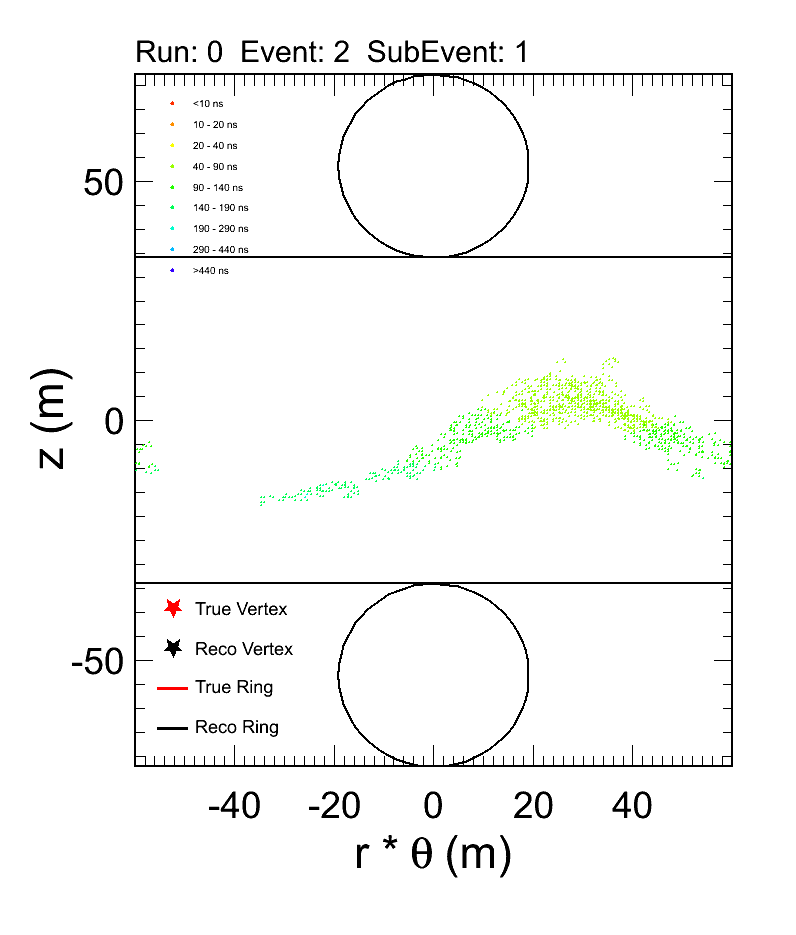 Run: 0 Event: 2 SubEvent: 1
<10 ns
10 - 20 ns
20 - 40 ns
40 - 90 ns
90 - 140 ns
140 - 190 ns
190 - 290 ns
290 - 440 ns
>440 ns
50
0
-50
z (m)
True Vertex
Reco Vertex
True Ring
Reco Ring
-40 -20 0 20 40
r * θ (m)